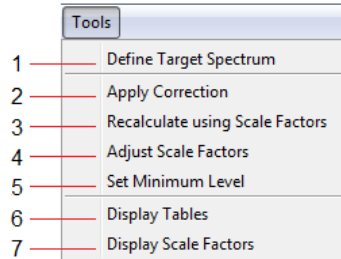 Tools
1 Define Target Spectrum
2 Apply Correction
3 Recalculate using Scale Factors
4 Adjust Scale Factors
5 Set Minimum Level
6 Display Tables
7 Display Scale Factors